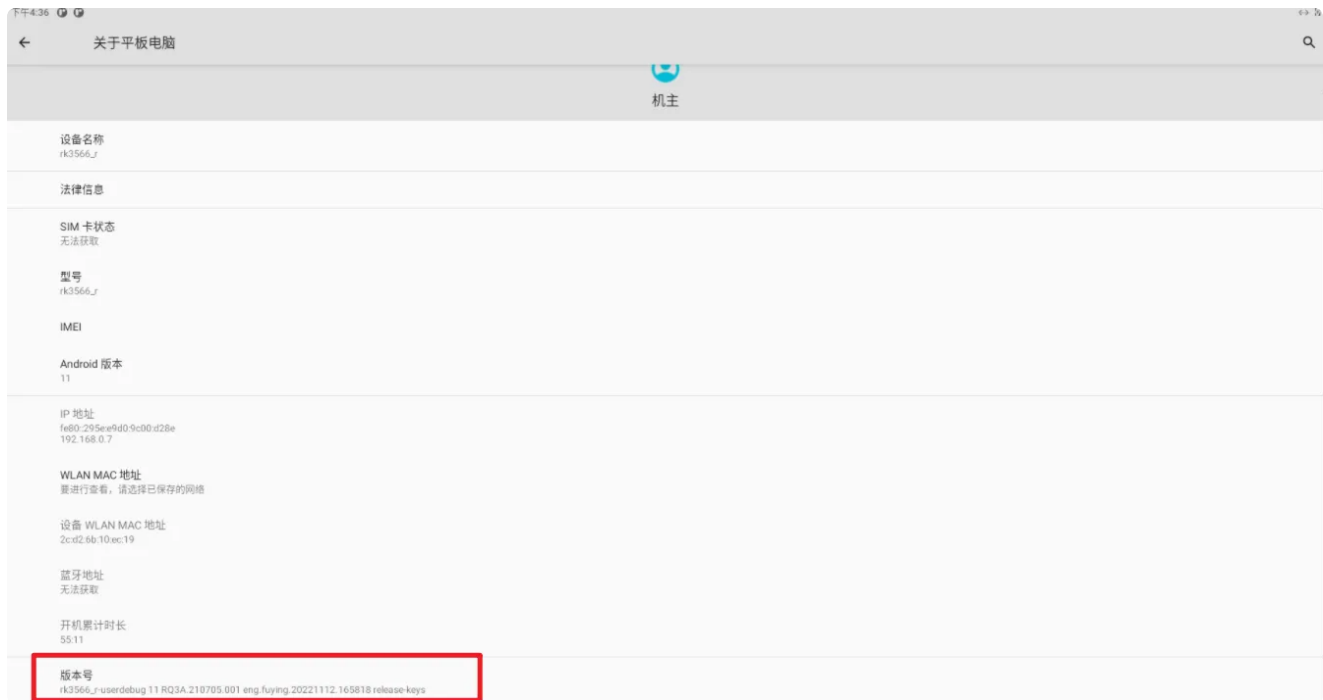 下午4:36
关于平板电脑
机主
设备名称
rk3566_r
法律信息
SIM 卡状态
无法获取
型号
rk3566_r
IMEI
Android 版本
11
IP 地址
fe80::295e:e9d0:9c00:d28e
192.168.0.7
WLAN MAC 地址
要进行查看，请选择已保存的网络
设备 WLAN MAC 地址
2c:d2:6b:10:ec:19
蓝牙地址
无法获取
开机累计时长
55:11
版本号
rk3566_r-userdebug 11 RQ3A.210705.001 eng.fuying.20221112.165818 release-keys